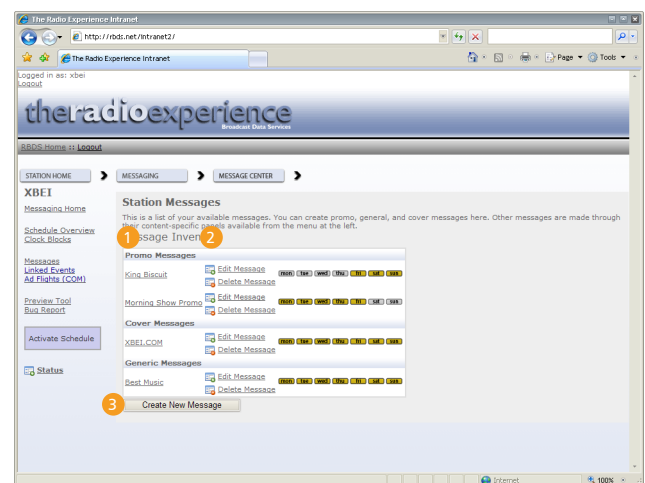 The Radio Experience Intranet
http://rbds.net/intranet2/
The Radio Experience Intranet
Page
Tools
Logged in as: xbei
Logout
theradioexperience
Broadcast Data Services
RBDS Home :: Logout
STATION HOME
MESSAGING
MESSAGE CENTER
XBEI
Messaging Home
Schedule Overview
Clock Blocks
Messages
Linked Events
Ad Flights (COM)
Preview Tool
Bug Report
Activate Schedule
Status
Station Messages
This is a list of your available messages. You can create promo, general, and cover messages here. Other messages are made through
their content-specific panels available from the menu at the left.
1
2
Promo Messages
King Biscuit
Edit Message
Delete Message
mon tue wed thu fri sat sun
Morning Show Promo
Edit Message
Delete Message
mon tue wed thu fri sat sun
Cover Messages
XBEI.COM
Edit Message
Delete Message
mon tue wed thu fri sat sun
Generic Messages
Best Music
Edit Message
Delete Message
mon tue wed thu fri sat sun
3
Create New Message
Internet
100%